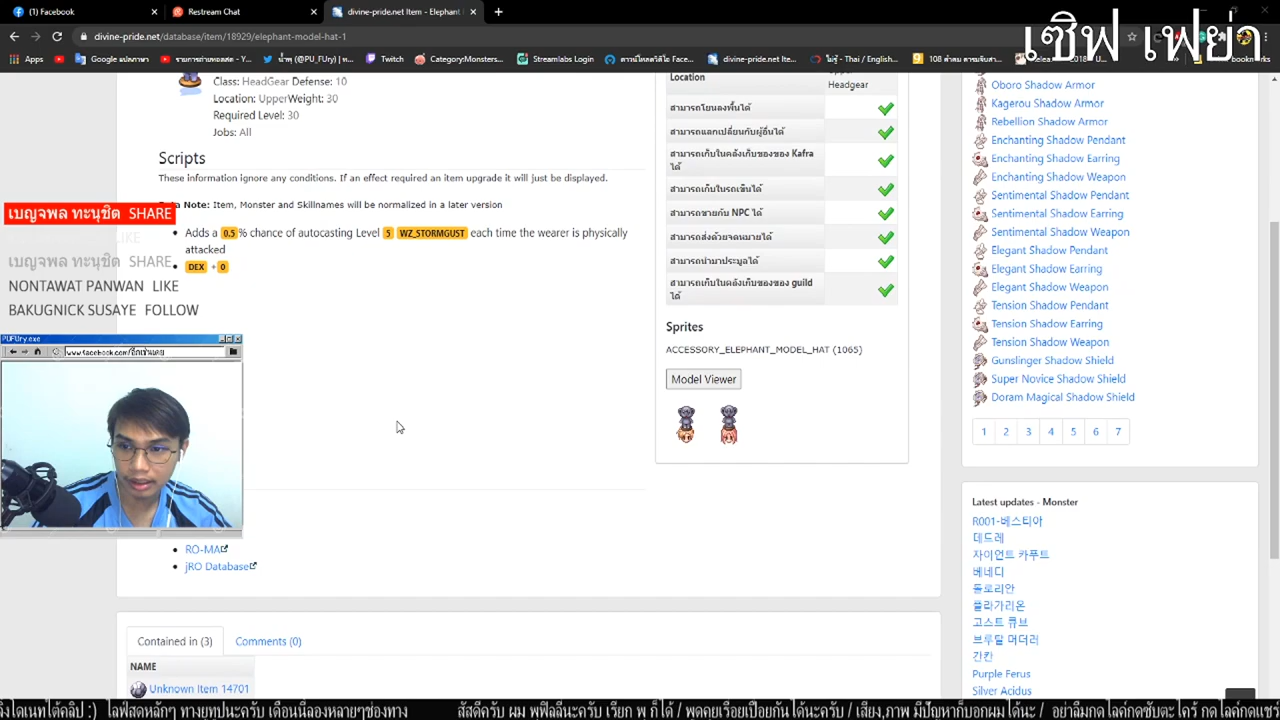 (1) Facebook
Restream Chat
divine-pride.net Item - Elephant
divine-pride.net/database/item/18929/elephant-model-hat-1
เซิฟ เฟย่า
Apps
Google แปลภาษา
Twitch
Category:Monsters...
Streamlabs Login
divine-pride.net Ite...
Class: HeadGear Defense: 10
Location: UpperWeight: 30
Required Level: 30
Jobs: All
Scripts
These information ignore any conditions. If an effect required an item upgrade it will just be displayed.
Note: Item, Monster and Skillnames will be normalized in a later version
Adds a 0.5 % chance of autocasting Level 5 WZ_STORMGUST each time the wearer is physically
attacked
DEX + 0
เบญจพล ทะนุชิต SHARE
LIKE
เบญจพล ทะนุชิต SHARE
NONTAWAT PANWAN LIKE
BAKUGNICK SUSAYE FOLLOW
PUFUry.exe
RO-MA
jRO Database
Contained in (3)
Comments (0)
NAME
Unknown Item 14701
Location
Headgear
สามารถโยนลงพื้นได้
สามารถแลกเปลี่ยนกับผู้อื่นได้
สามารถเก็บในคลังเก็บของของ Kafra
ได้
สามารถเก็บในรถเข็นได้
สามารถขายกับ NPC ได้
สามารถส่งด้วยจดหมายได้
สามารถนำมาประมูลได้
สามารถเก็บในคลังเก็บของของ guild
ได้
Sprites
ACCESSORY_ELEPHANT_MODEL_HAT (1065)
Model Viewer
Oboro Shadow Armor
Kagerou Shadow Armor
Rebellion Shadow Armor
Enchanting Shadow Pendant
Enchanting Shadow Earring
Enchanting Shadow Weapon
Sentimental Shadow Pendant
Sentimental Shadow Earring
Sentimental Shadow Weapon
Elegant Shadow Pendant
Elegant Shadow Earring
Elegant Shadow Weapon
Tension Shadow Pendant
Tension Shadow Earring
Tension Shadow Weapon
Gunslinger Shadow Shield
Super Novice Shadow Shield
Doram Magical Shadow Shield
1 2 3 4 5 6 7
Latest updates - Monster
R001-베스티아
데드레
자이언트 카푸트
베네디
돌로리안
플라가리온
고스트 큐브
브루탈 머더러
간칸
Purple Ferus
Silver Acidus